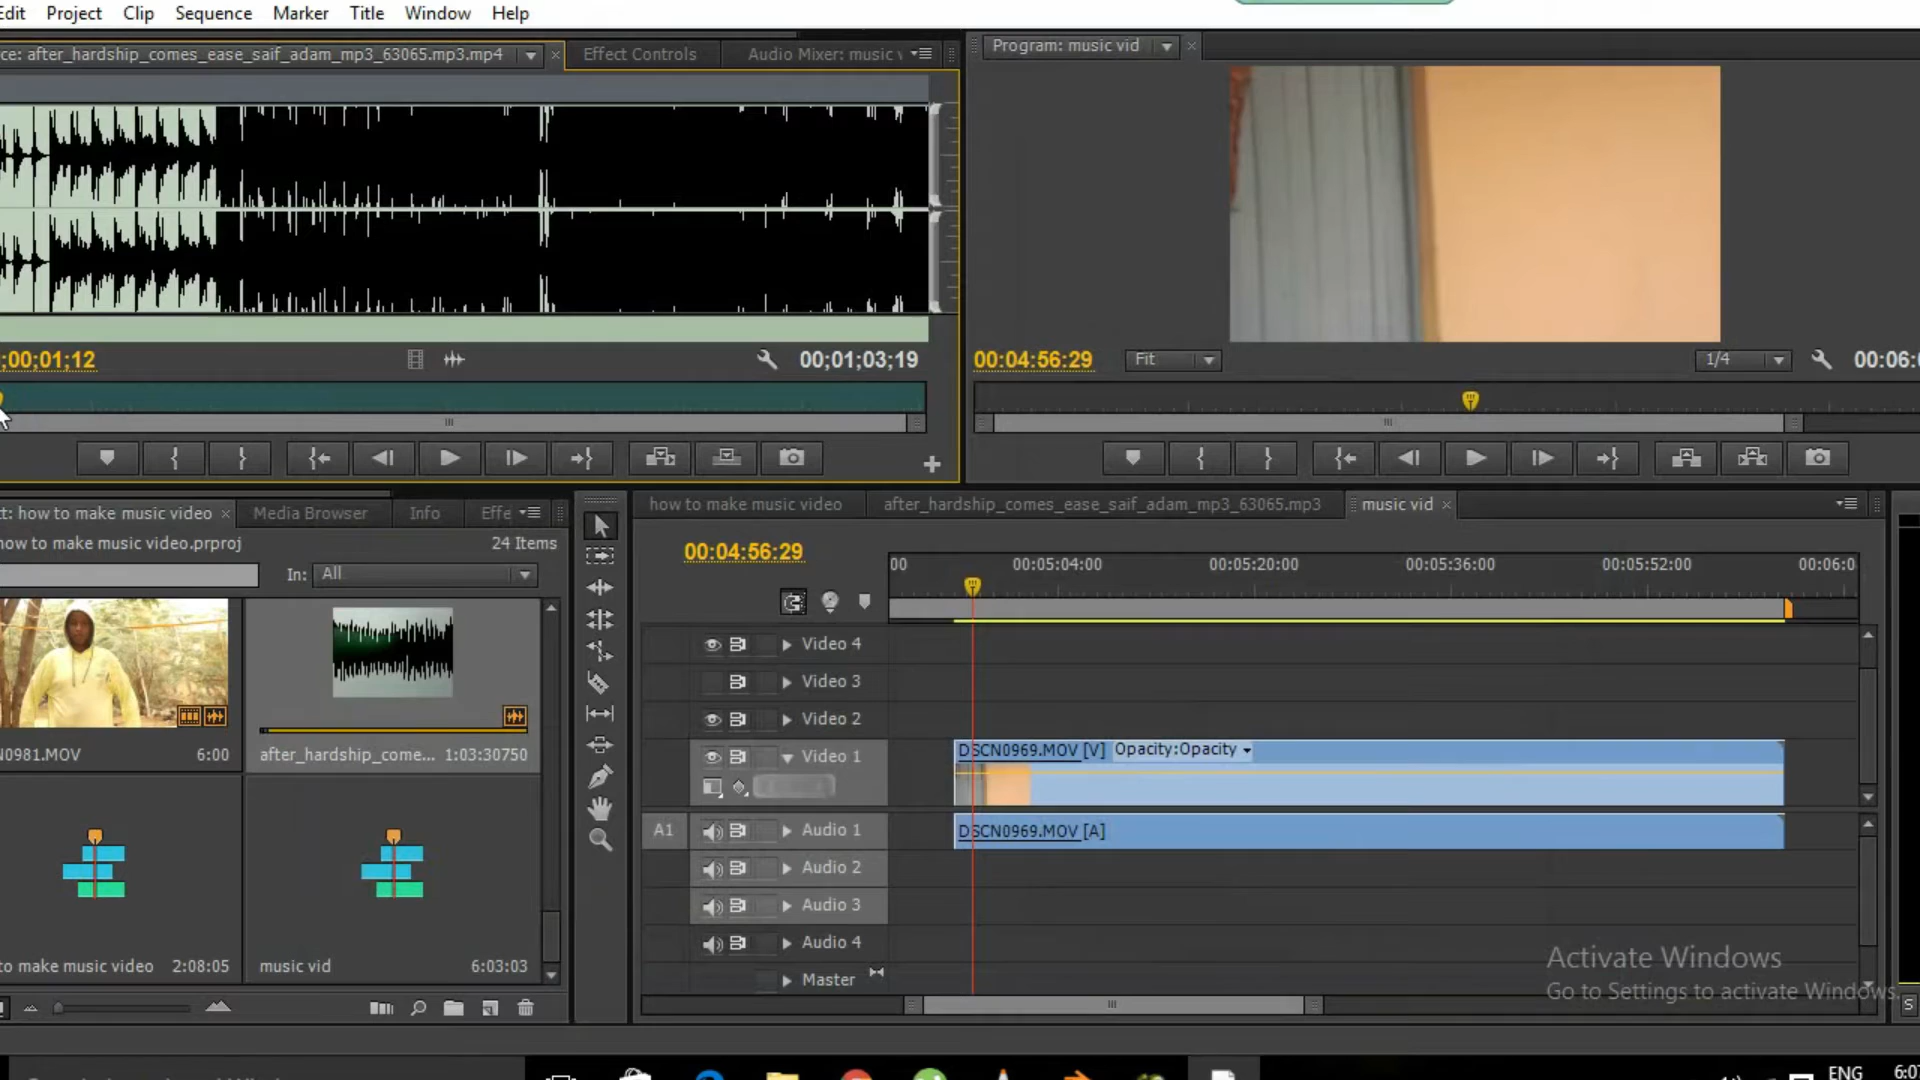 Edit Project Clip Sequence Marker Title Window Help
ce: after_hardship_comes_ease_saif_adam_mp3_63065.mp3.mp4
Effect Controls
Audio Mixer: music v
Program: music vid
;00;01;12
00;01;03;19
00:04:56:29
Fit
1/4
00:06:0
t: how to make music video
Media Browser
Info
Effe
how to make music video.prproj
24 Items
In: All
N0981.MOV 6:00
after_hardship_come... 1:03:30750
to make music video 2:08:05
music vid 6:03:03
how to make music video
after_hardship_comes_ease_saif_adam_mp3_63065.mp3
music vid
00:04:56:29
00 00:05:04:00 00:05:20:00 00:05:36:00 00:05:52:00 00:06:0
Video 4
Video 3
Video 2
Video 1
DSCN0969.MOV [V] Opacity:Opacity
A1 Audio 1
DSCN0969.MOV [A]
Audio 2
Audio 3
Audio 4
Master
Activate Windows
Go to Settings to activate Windows.
S
ENG